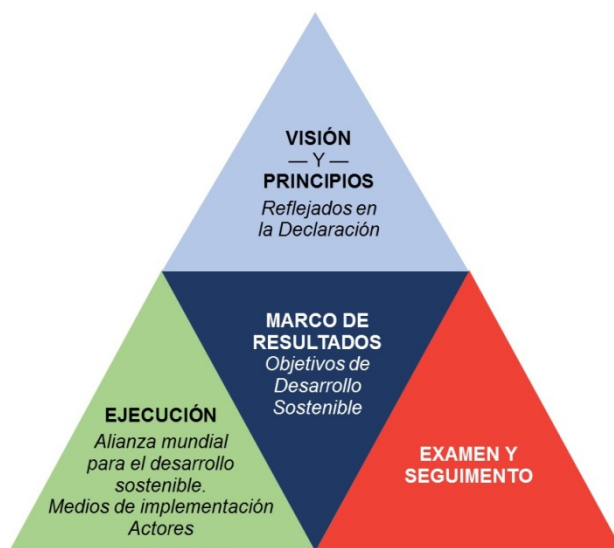 VISIÓN
— Y —
PRINCIPIOS
Reflejados en
la Declaración
MARCO DE
RESULTADOS
Objetivos de
Desarrollo
Sostenible
EJECUCIÓN
Alianza mundial
para el desarrollo
sostenible.
Medios de implementación
Actores
EXAMEN Y
SEGUIMENTO